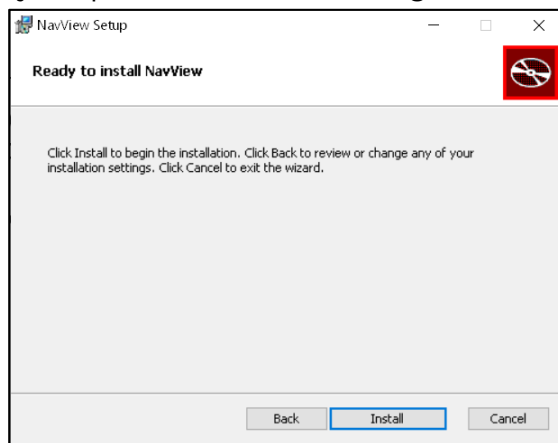 NavView Setup
Ready to install NavView
Click Install to begin the installation. Click Back to review or change any of your
installation settings. Click Cancel to exit the wizard.
Back Install Cancel